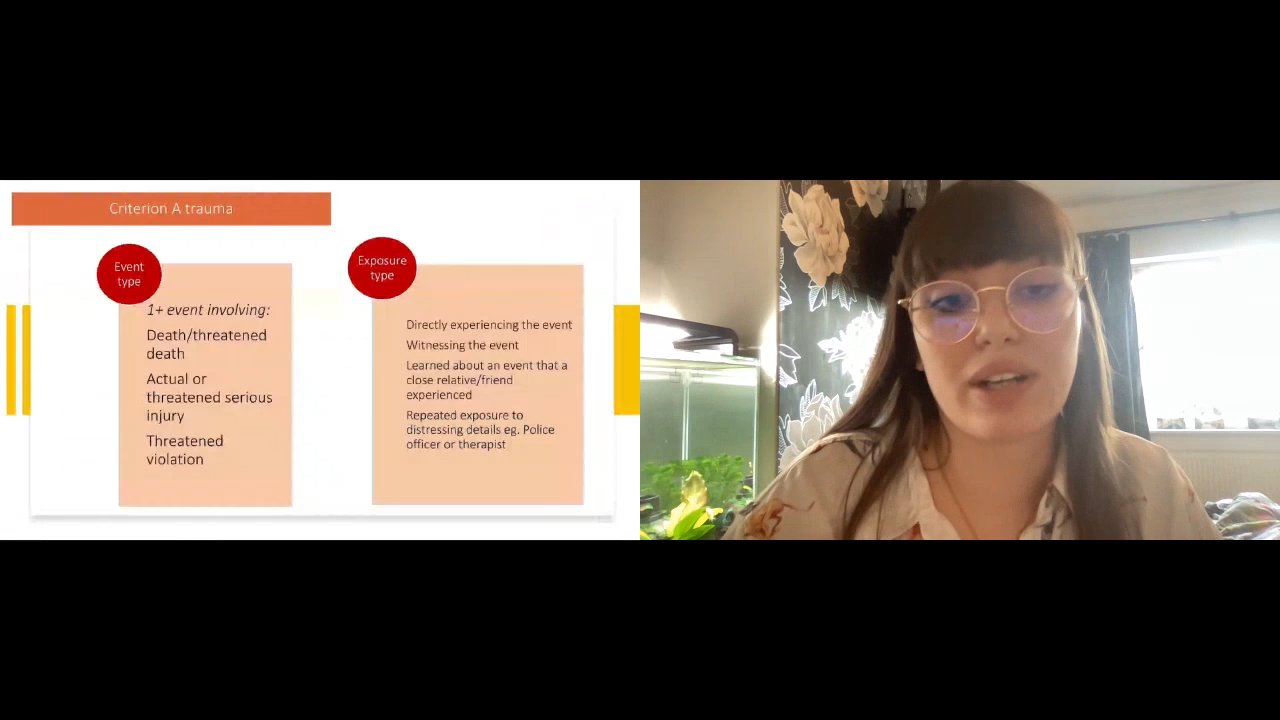 Criterion A trauma
Event
type
1+ event involving:
Death/threatened
death
Actual or
threatened serious
injury
Threatened
violation
Exposure
type
Directly experiencing the event
Witnessing the event
Learned about an event that a
close relative/friend
experienced
Repeated exposure to
distressing details eg. Police
officer or therapist